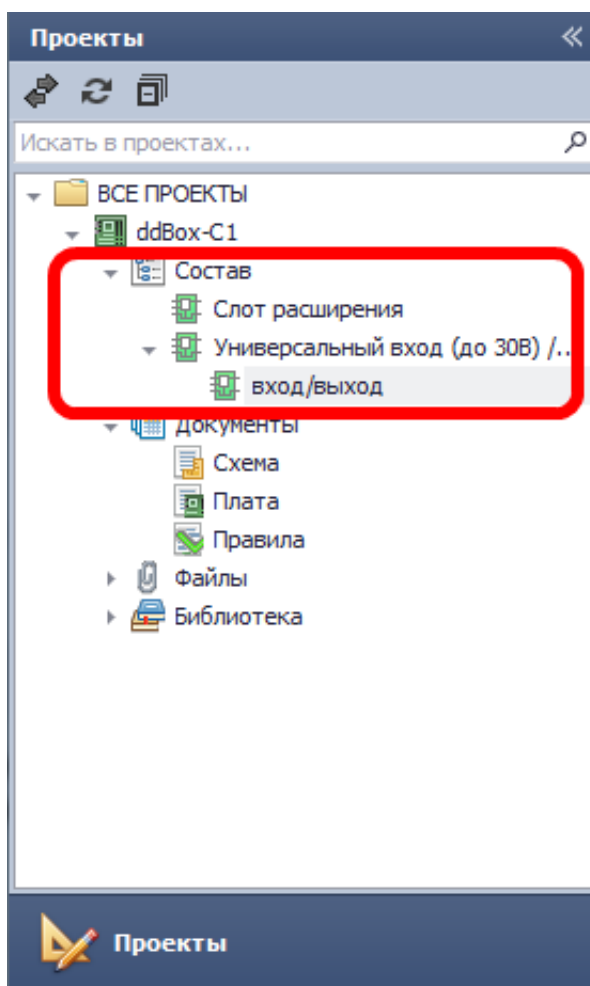 Проекты
Искать в проектах...
ВСЕ ПРОЕКТЫ
ddBox-C1
Состав
Слот расширения
Универсальный вход (до 30В) /..
вход/выход
Документы
Схема
Плата
Правила
Файлы
Библиотека
Проекты